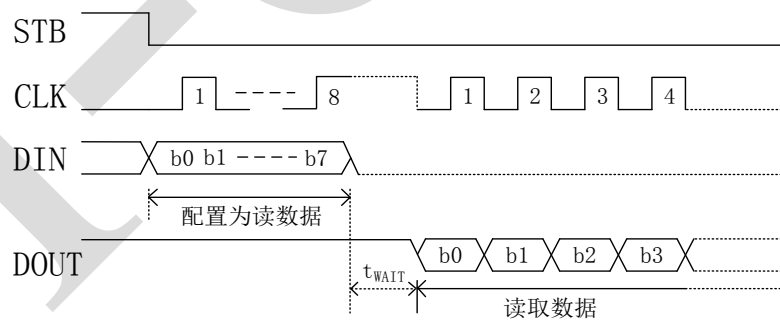 STB
CLK 1 8 1 2 3 4
DIN b0 b1 b7
配置为读数据
DOUT b0 b1 b2 b3
tWAIT
读取数据